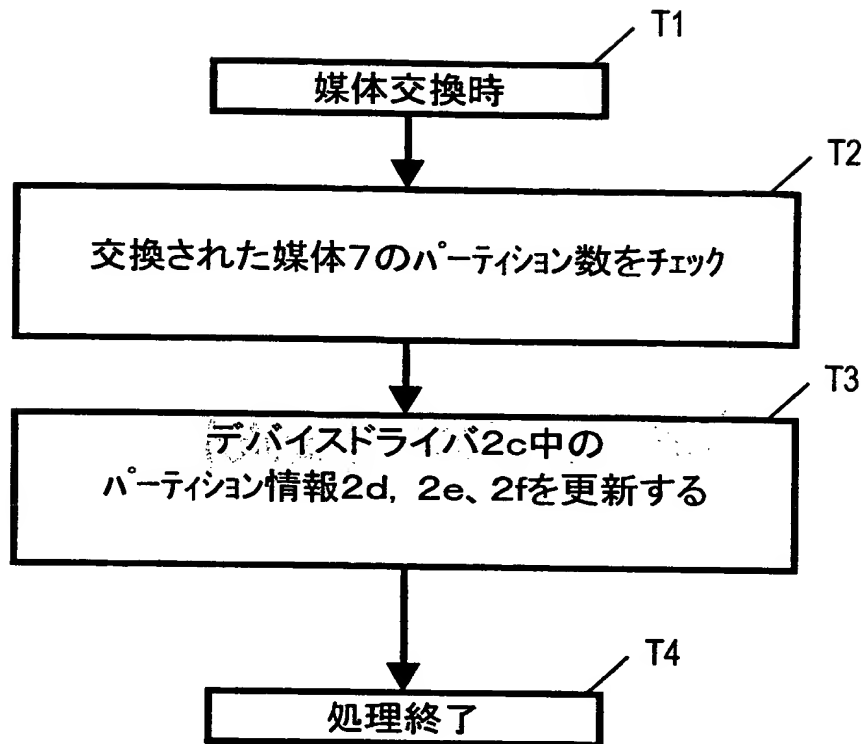 T1
媒体交換時
T2
交換された媒体7のパーティション数をチェック
T3
デバイスドライバ2c中の
パーティション情報2d, 2e、2fを更新する
T4
処理終了